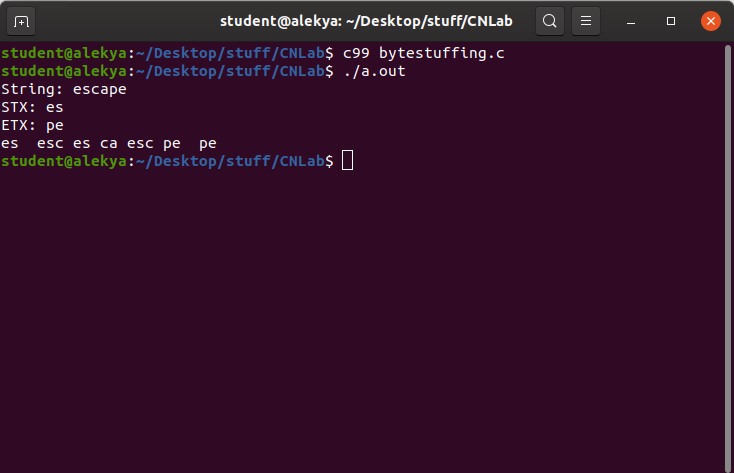 student@alekya: ~/Desktop/stuff/CNLab
student@alekya:~/Desktop/stuff/CNLab$ c99 bytestuffing.c
student@alekya:~/Desktop/stuff/CNLab$ ./a.out
String: escape
STX: es
ETX: pe
es  esc es ca esc pe  pe
student@alekya:~/Desktop/stuff/CNLab$